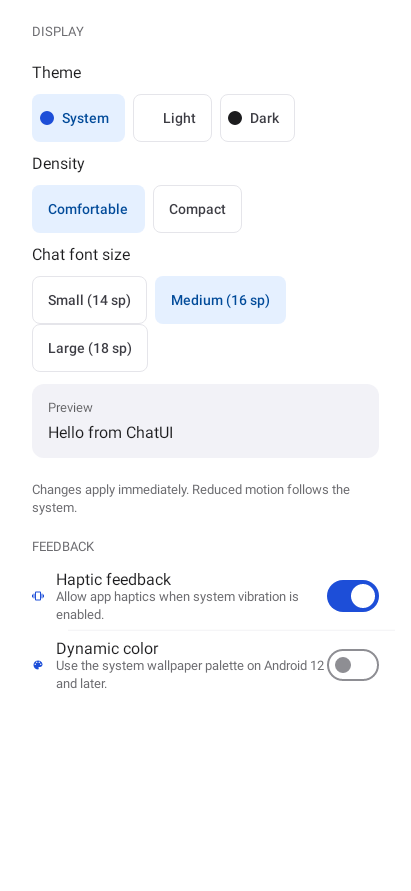 DISPLAY
Theme
System
Light
Dark
Density
Comfortable
Compact
Chat font size
Small (14 sp)
Medium (16 sp)
Large (18 sp)
Preview
Hello from ChatUI
Changes apply immediately. Reduced motion follows the
system.
FEEDBACK
Haptic feedback
Allow app haptics when system vibration is
enabled.
Dynamic color
Use the system wallpaper palette on Android 12
and later.